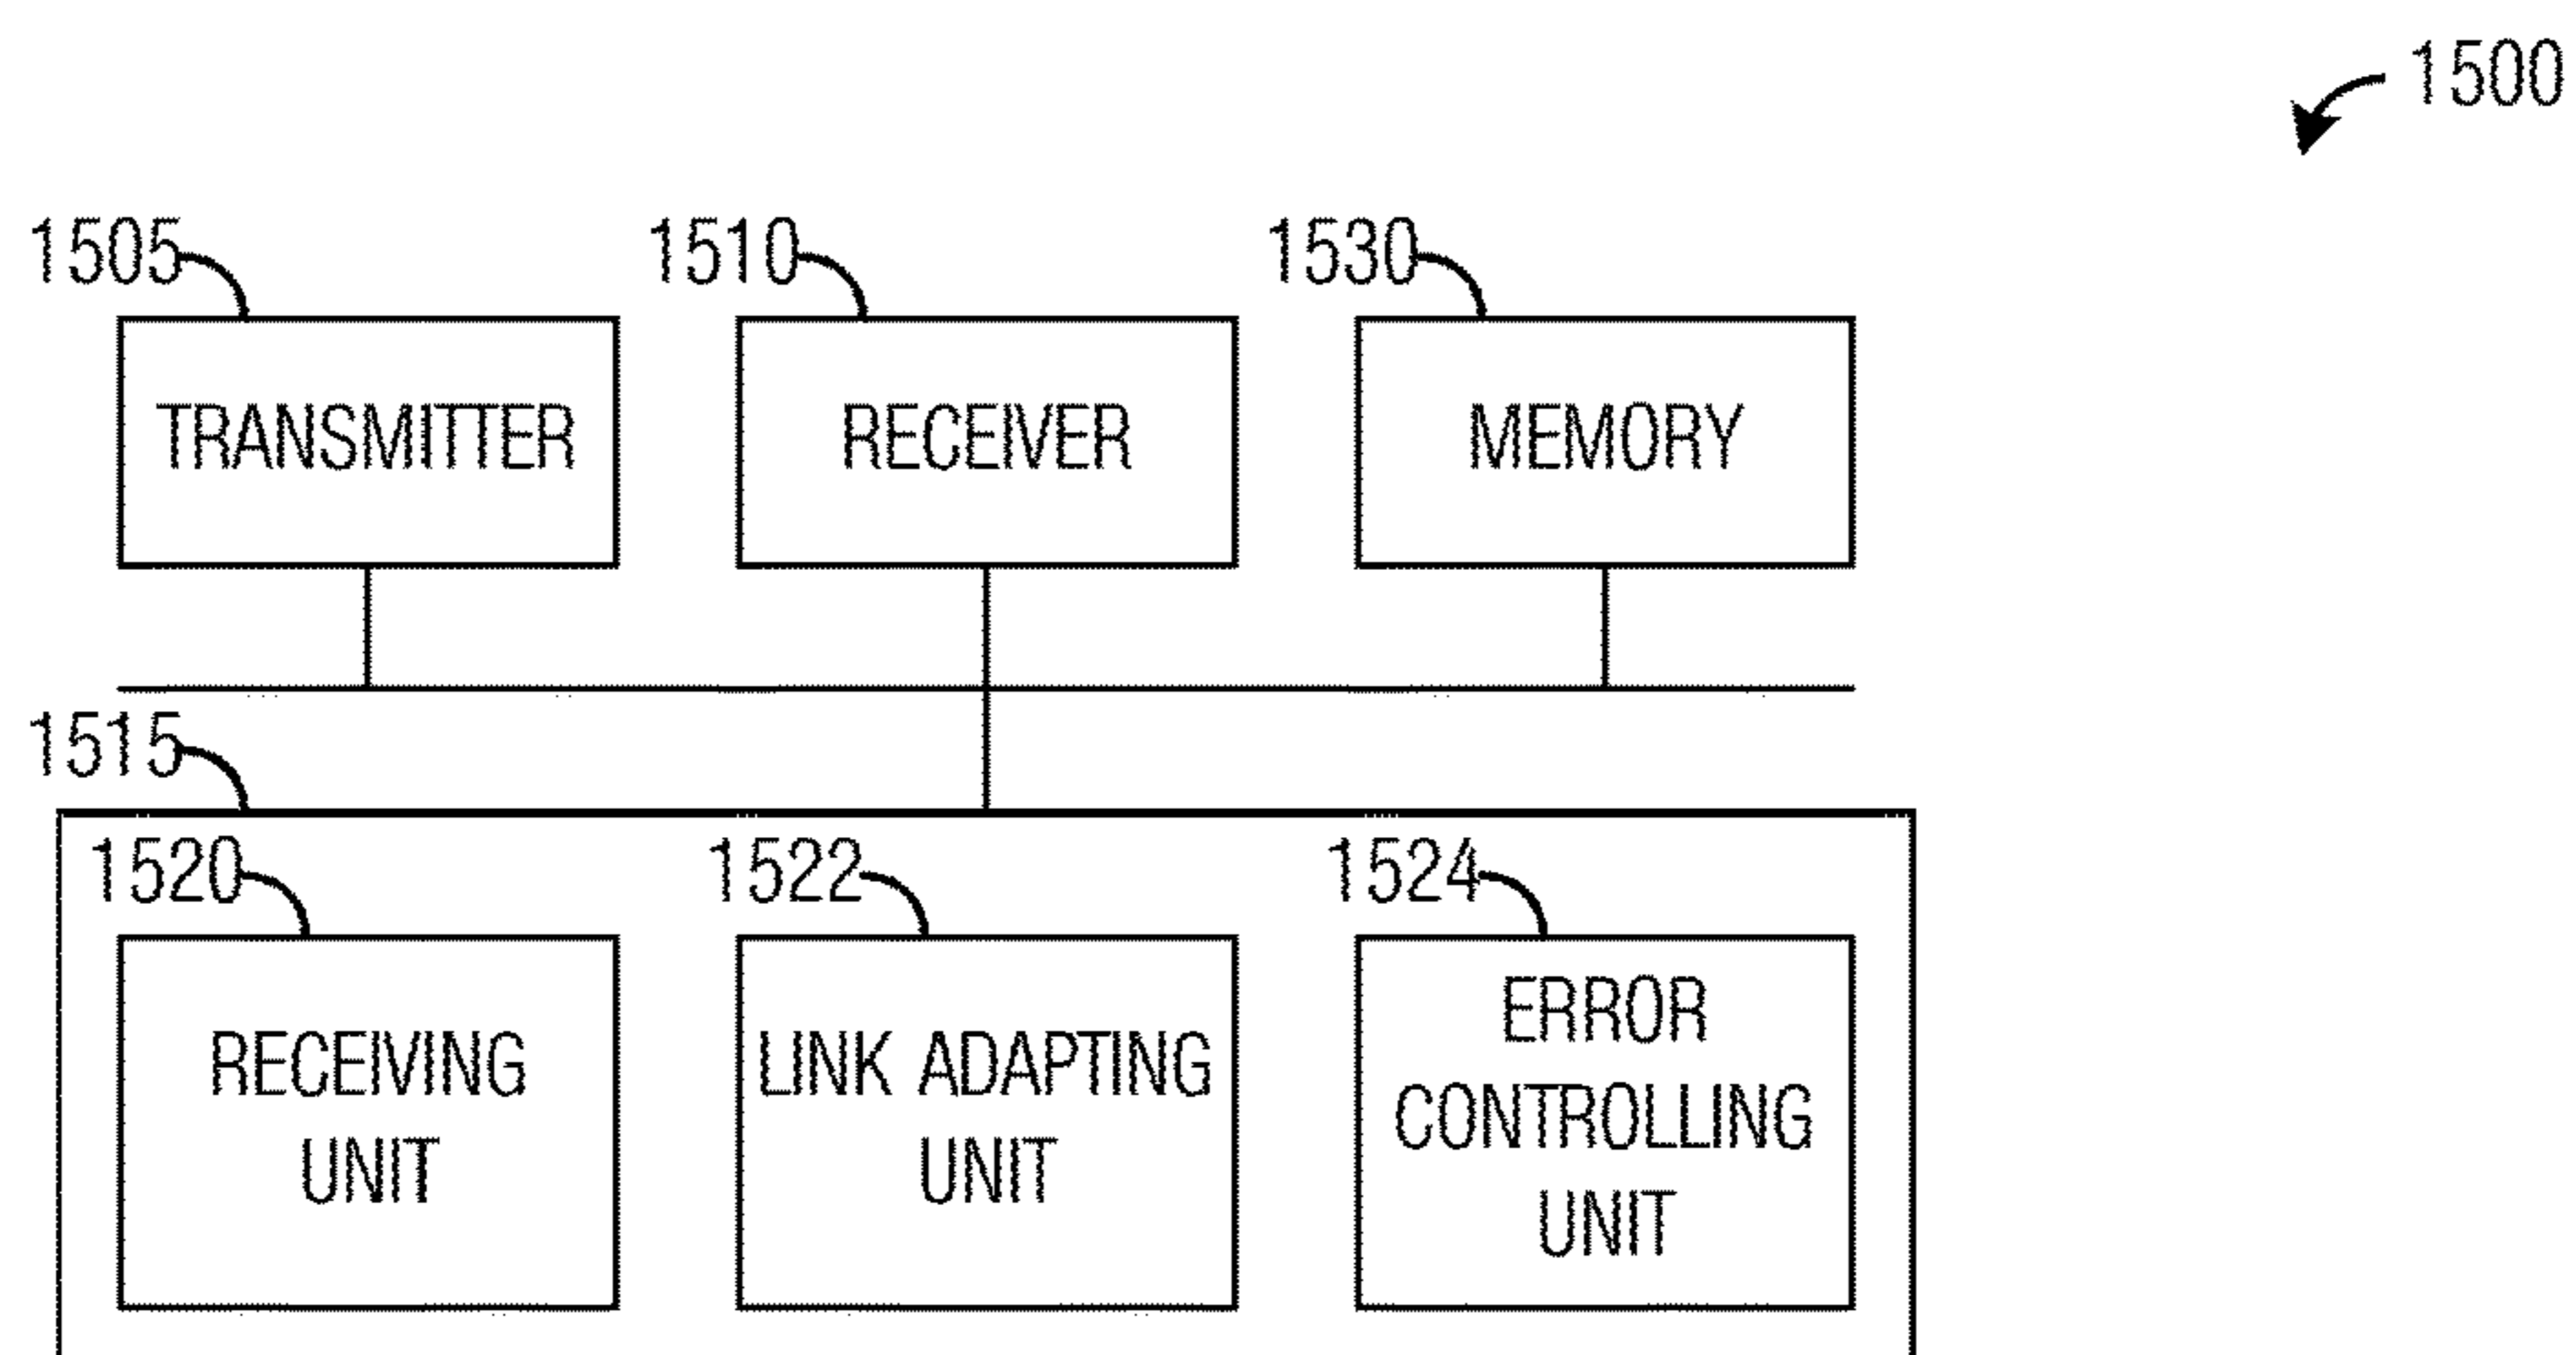 1500
1505
1510
1530
TRANSMITTER
RECEIVER
MEMORY
1515
1520
1522
1524
RECEIVING
UNIT
LINK ADAPTING
UNIT
ERROR
CONTROLLING
UNIT